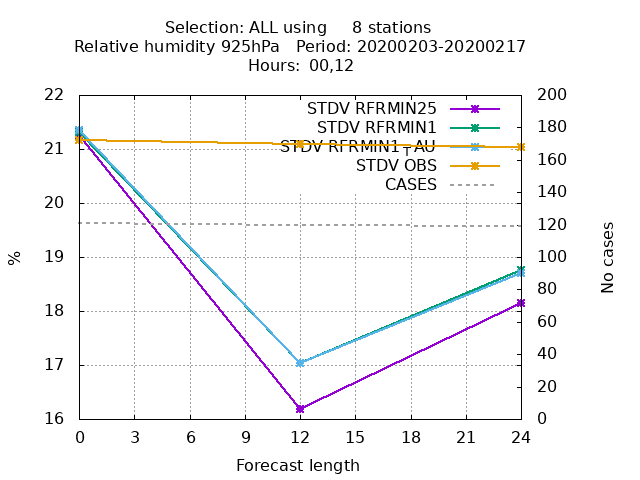 Selection: ALL using     8 stations
Relative humidity 925hPa   Period: 20200203-20200217
Hours: 00,12
STDV RFRMIN25
STDV RFRMIN1
STDV RFRMIN1_AU
STDV OBS
CASES
22
21
20
19
18
17
16
%
200
180
160
140
120
100
80
60
40
20
0
No cases
0 3 6 9 12 15 18 21 24
Forecast length